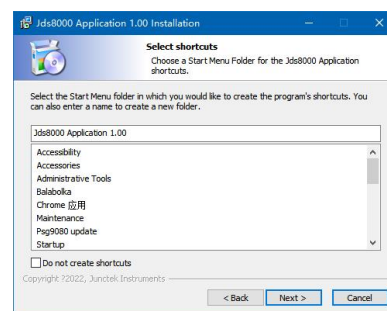 Jds8000 Application 1.00 Installation
Select shortcuts
Choose a Start Menu Folder for the Jds8000 Application
shortcuts.
Select the Start Menu folder in which you would like to create the program's shortcuts. You
can also enter a name to create a new folder.
Jds8000 Application 1.00
Accessibility
Accessories
Administrative Tools
Balabolka
Chrome 应用
Maintenance
Psg9080 update
Startup
Do not create shortcuts
Copyright ?2022, Junctek Instruments
< Back
Next >
Cancel